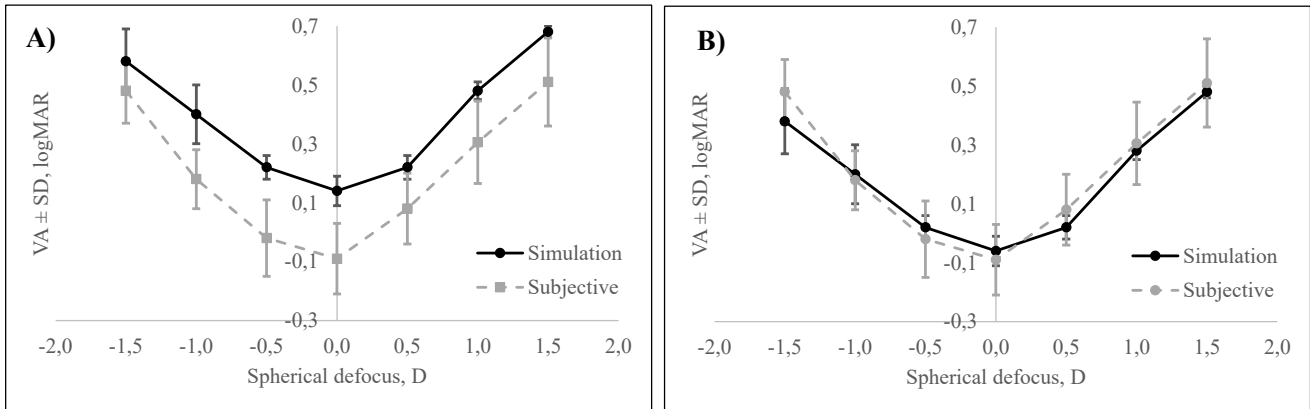 A)
VA ± SD, logMAR
0,7
0,5
0,3
0,1
-0,1
-0,3
Simulation
Subjective
-2,0 -1,5 -1,0 -0,5 0,0 0,5 1,0 1,5 2,0
Spherical defocus, D
B)
VA ± SD, logMAR
0,7
0,5
0,3
0,1
-0,1
-0,3
Simulation
Subjective
-2,0 -1,5 -1,0 -0,5 0,0 0,5 1,0 1,5 2,0
Spherical defocus, D